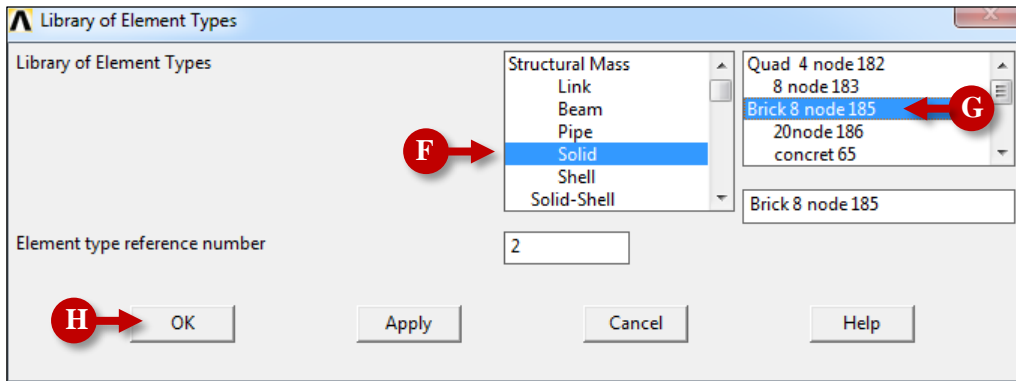 Library of Element Types
Library of Element Types
Structural Mass
Link
Beam
Pipe
Solid
Shell
Solid-Shell
Quad 4 node 182
8 node 183
Brick 8 node 185
20node 186
concret 65
F
G
Brick 8 node 185
Element type reference number
2
H
OK
Apply
Cancel
Help